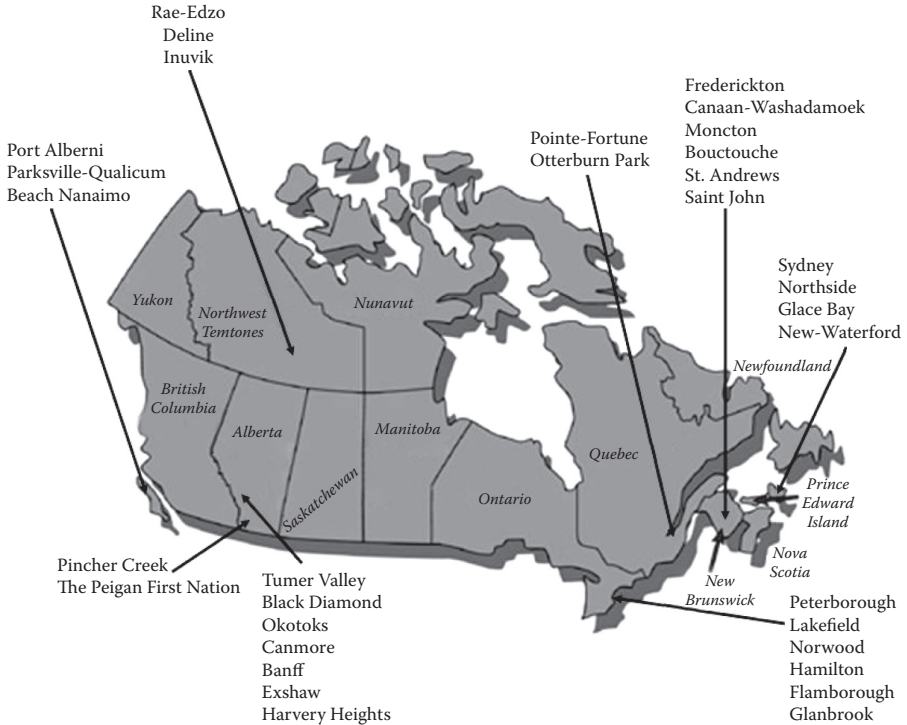 Rae-Edzo
Deline
Inuvik
Frederickton
Canaan-Washadamoek
Moncton
Bouctouche
St. Andrews
Saint John
Pointe-Fortune
Otterburn Park
Port Alberni
Parksville-Qualicum
Beach Nanaimo
Sydney
Northside
Glace Bay
New-Waterford
Yukon
Northwest
Temtones
Nunavut
Newfoundland
British
Columbia
Alberta
Saskatchewan
Manitoba
Ontario
Quebec
Prince
Edward
Island
Nova
Scotia
New
Brunswick
Pincher Creek
The Peigan First Nation
Tumer Valley
Black Diamond
Okotoks
Canmore
Banff
Exshaw
Harvery Heights
Peterborough
Lakefield
Norwood
Hamilton
Flamborough
Glanbrook